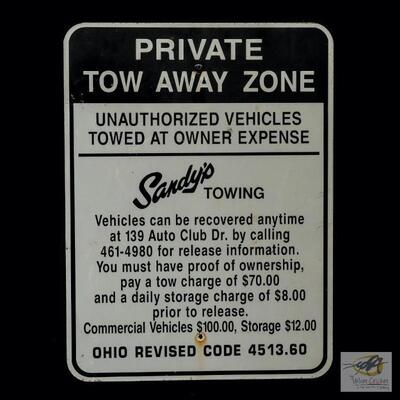 PRIVATE
TOW AWAY ZONE
UNAUTHORIZED VEHICLES
TOWED AT OWNER EXPENSE
Sandy's TOWING
Vehicles can be recovered anytime
at 139 Auto Club Dr. by calling
461-4980 for release information.
You must have proof of ownership,
pay a tow charge of $70.00
and a daily storage charge of $8.00
prior to release.
Commercial Vehicles $100.00, Storage $12.00
OHIO REVISED CODE 4513.60